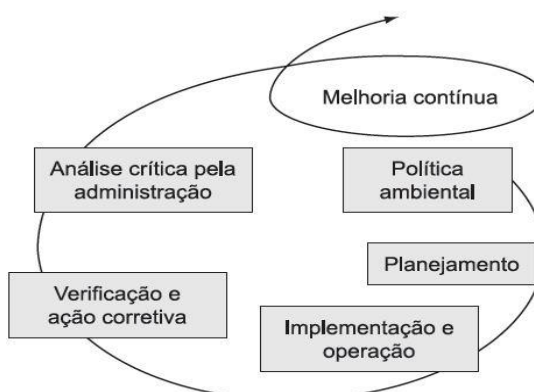 Melhoria contínua
Análise crítica pela
administração
Política
ambiental
Planejamento
Verificação e
ação corretiva
Implementação e
operação